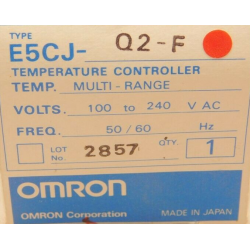 TYPE
E5CJ- Q2-F
TEMPERATURE CONTROLLER
TEMP. MULTI-RANGE
VOLTS. 100 to 240 V AC
FREQ. 50/60 Hz
LOT No. 2857 QTY. 1
OMRON
OMRON Corporation MADE IN JAPAN